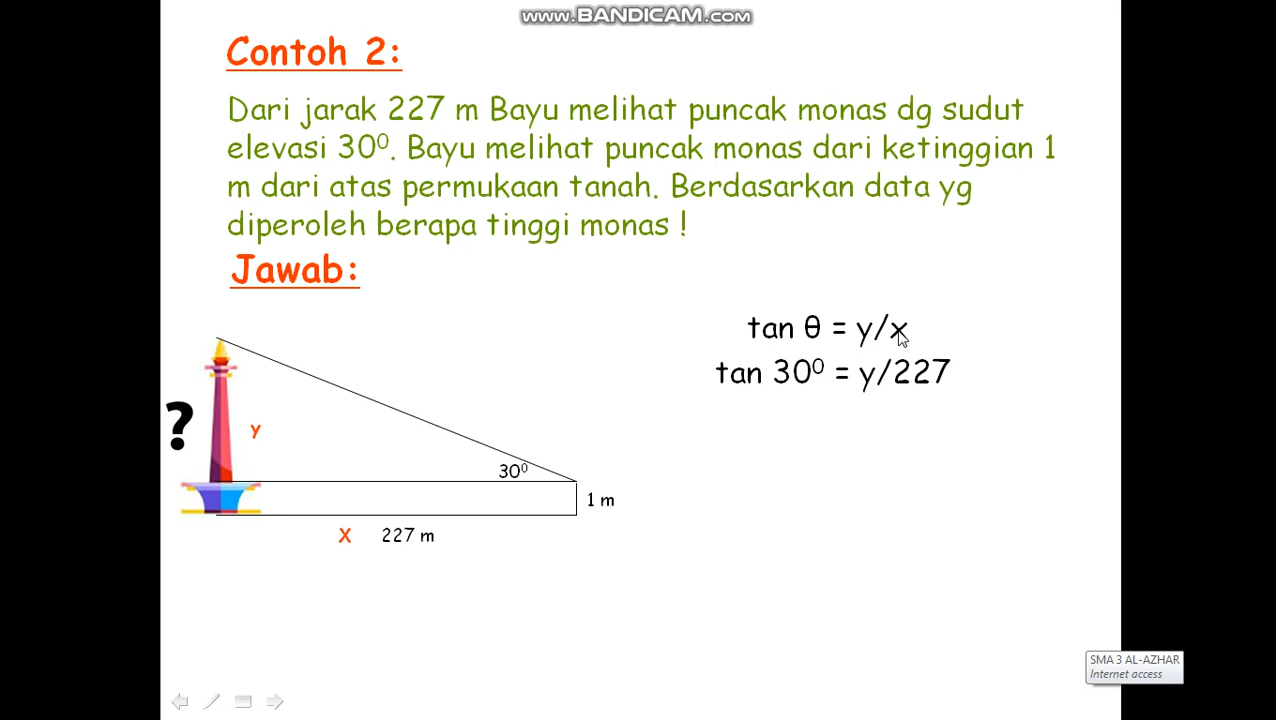 www.BANDICAM.com
Contoh 2:
Dari jarak 227 m Bayu melihat puncak monas dg sudut
elevasi 30⁰. Bayu melihat puncak monas dari ketinggian 1
m dari atas permukaan tanah. Berdasarkan data yg
diperoleh berapa tinggi monas !
Jawab:
tan θ = y/x
tan 30⁰ = y/227
?
y
30⁰
1 m
X 227 m
SMA 3 AL-AZHAR
Internet access